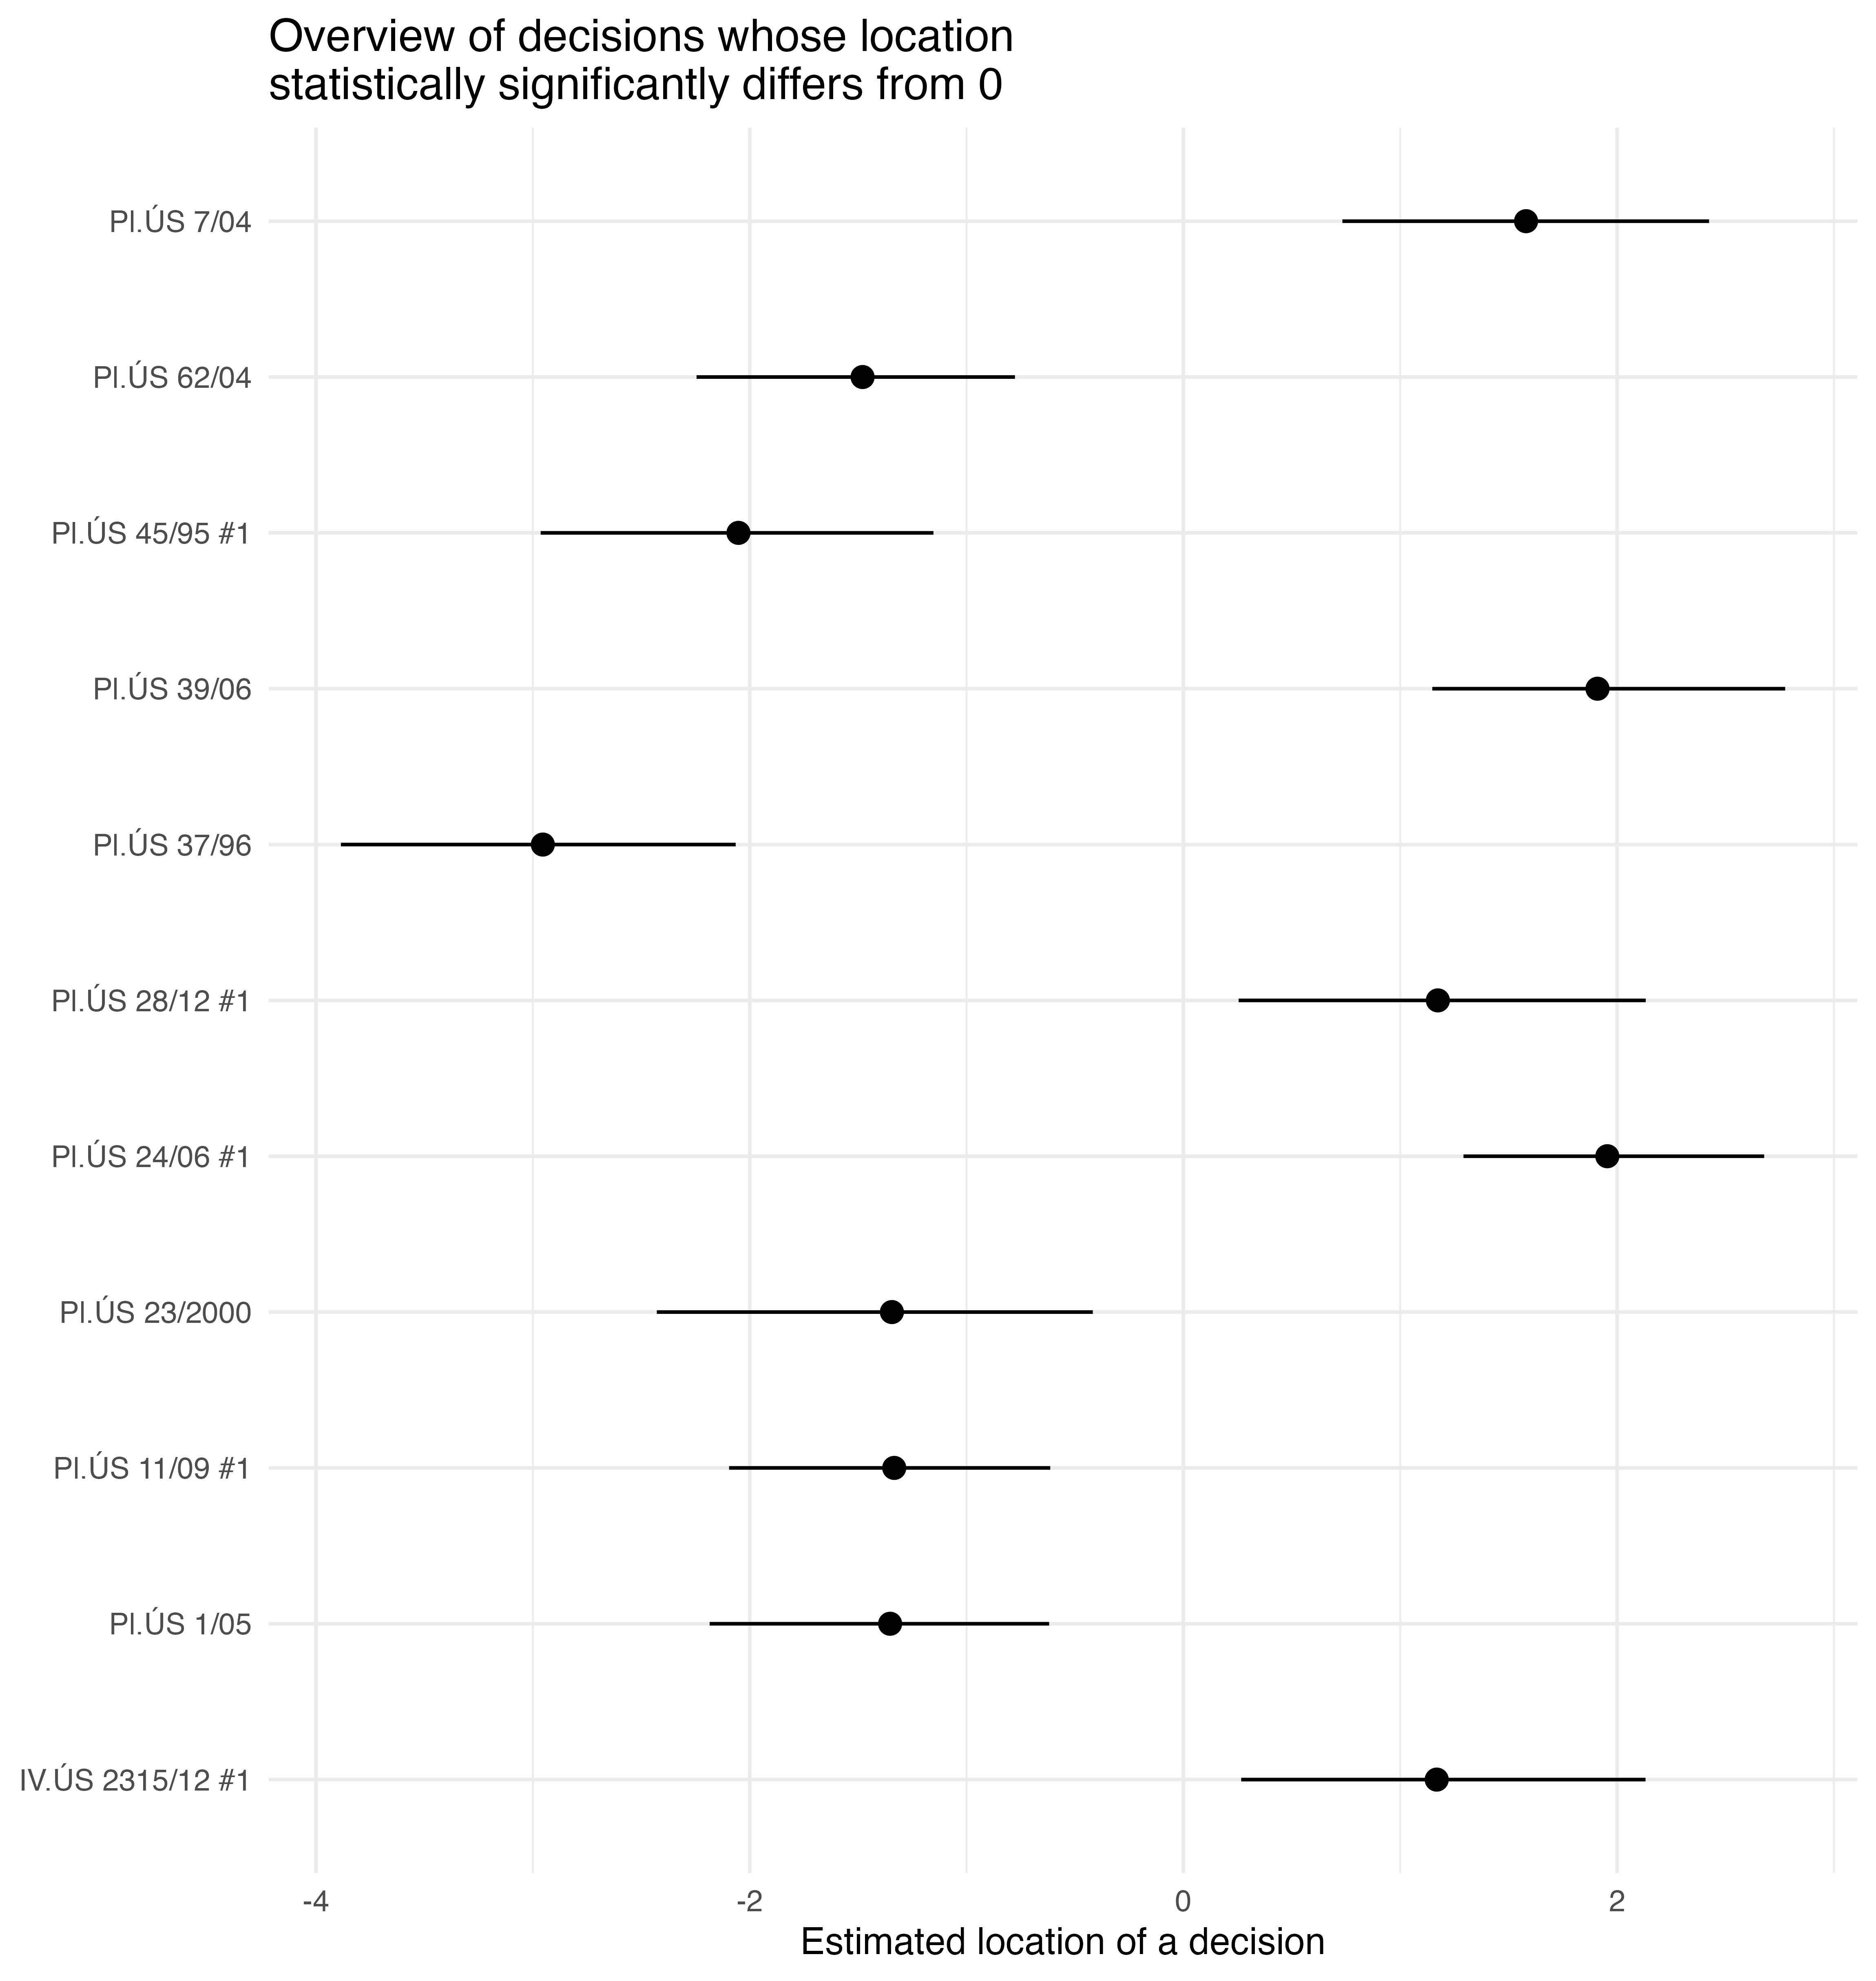 Overview of decisions whose location
statistically significantly differs from 0
Pl.ÚS 7/04
Pl.ÚS 62/04
Pl.ÚS 45/95 #1
Pl.ÚS 39/06
Pl.ÚS 37/96
Pl.ÚS 28/12 #1
Pl.ÚS 24/06 #1
Pl.ÚS 23/2000
Pl.ÚS 11/09 #1
Pl.ÚS 1/05
IV.ÚS 2315/12 #1
-4 -2 0 2
Estimated location of a decision